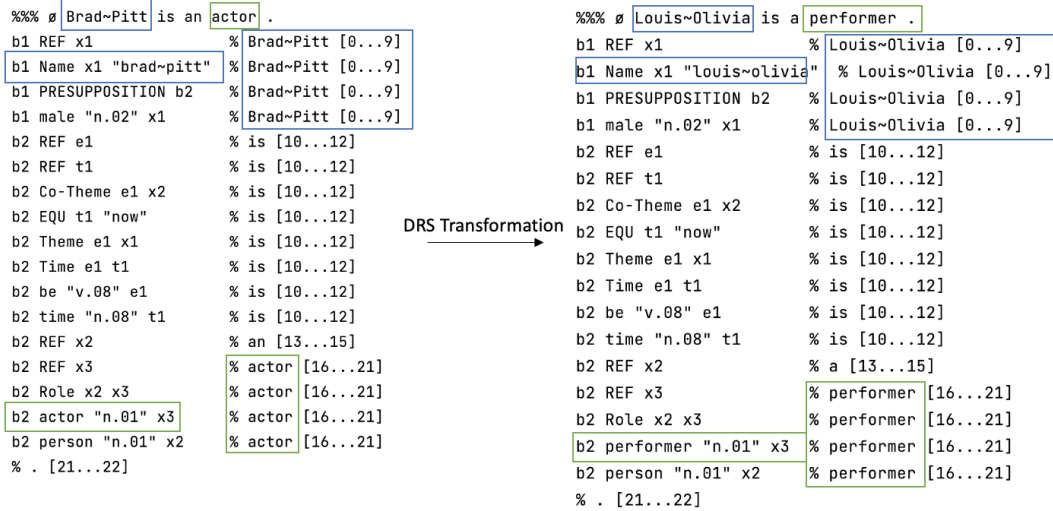 %%% ø Brad~Pitt is an actor .
b1 REF x1 % Brad~Pitt [0...9]
b1 Name x1 "brad~pitt" % Brad~Pitt [0...9]
b1 PRESUPPOSITION b2 % Brad~Pitt [0...9]
b1 male "n.02" x1 % Brad~Pitt [0...9]
b2 REF e1 % is [10...12]
b2 REF t1 % is [10...12]
b2 Co-Theme e1 x2 % is [10...12]
b2 EQU t1 "now" % is [10...12]
b2 Theme e1 x1 % is [10...12]
b2 Time e1 t1 % is [10...12]
b2 be "v.08" e1 % is [10...12]
b2 time "n.08" t1 % is [10...12]
b2 REF x2 % an [13...15]
b2 REF x3 % actor [16...21]
b2 Role x2 x3 % actor [16...21]
b2 actor "n.01" x3 % actor [16...21]
b2 person "n.01" x2 % actor [16...21]
% . [21...22]
DRS Transformation
%%% ø Louis~Olivia is a performer .
b1 REF x1 % Louis~Olivia [0...9]
b1 Name x1 "louis~olivia" % Louis~Olivia [0...9]
b1 PRESUPPOSITION b2 % Louis~Olivia [0...9]
b1 male "n.02" x1 % Louis~Olivia [0...9]
b2 REF e1 % is [10...12]
b2 REF t1 % is [10...12]
b2 Co-Theme e1 x2 % is [10...12]
b2 EQU t1 "now" % is [10...12]
b2 Theme e1 x1 % is [10...12]
b2 Time e1 t1 % is [10...12]
b2 be "v.08" e1 % is [10...12]
b2 time "n.08" t1 % is [10...12]
b2 REF x2 % a [13...15]
b2 REF x3 % performer [16...21]
b2 Role x2 x3 % performer [16...21]
b2 performer "n.01" x3 % performer [16...21]
b2 person "n.01" x2 % performer [16...21]
% . [21...22]